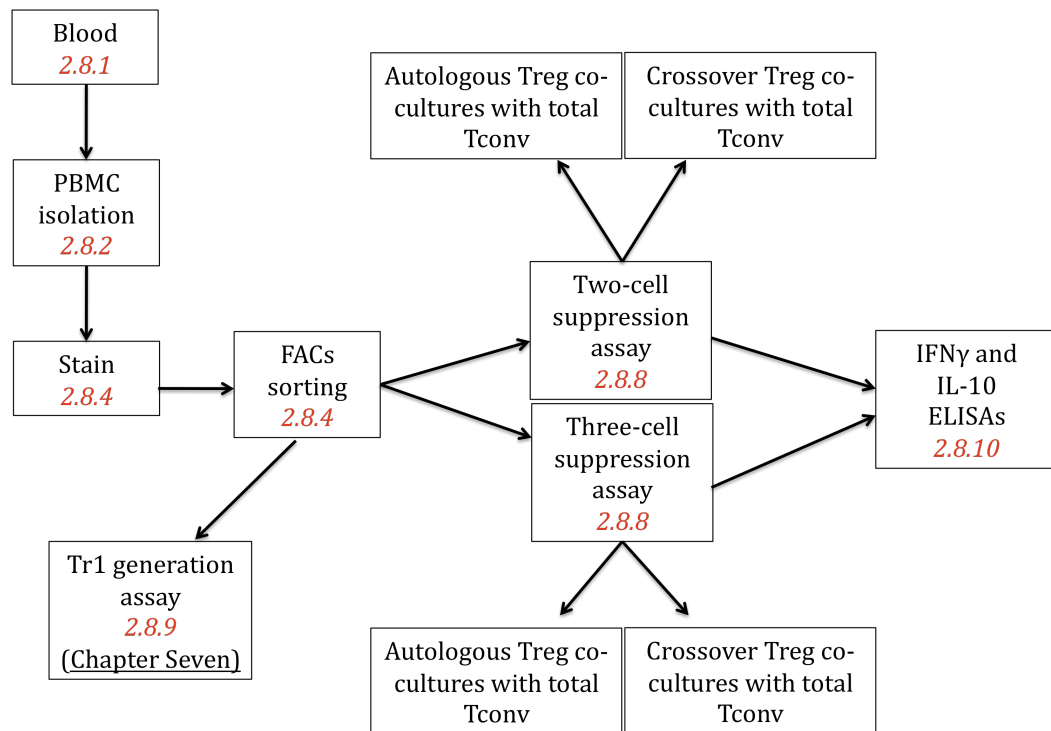 Blood
2.8.1
PBMC
isolation
2.8.2
Stain
2.8.4
FACs
sorting
2.8.4
Tr1 generation
assay
2.8.9
(Chapter Seven)
Autologous Treg co-
cultures with total
Tconv
Crossover Treg co-
cultures with total
Tconv
Two-cell
suppression
assay
2.8.8
Three-cell
suppression
assay
2.8.8
Autologous Treg co-
cultures with total
Tconv
Crossover Treg co-
cultures with total
Tconv
IFNγ and
IL-10
ELISAs
2.8.10